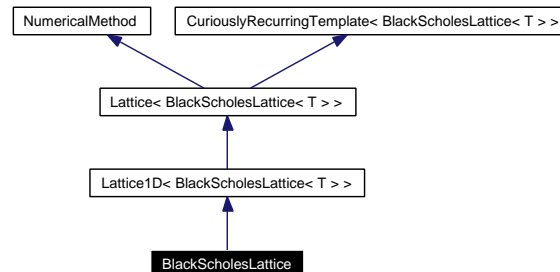 NumericalMethod
CuriouslyRecurringTemplate< BlackScholesLattice< T > >
Lattice< BlackScholesLattice< T > >
Lattice1D< BlackScholesLattice< T > >
BlackScholesLattice